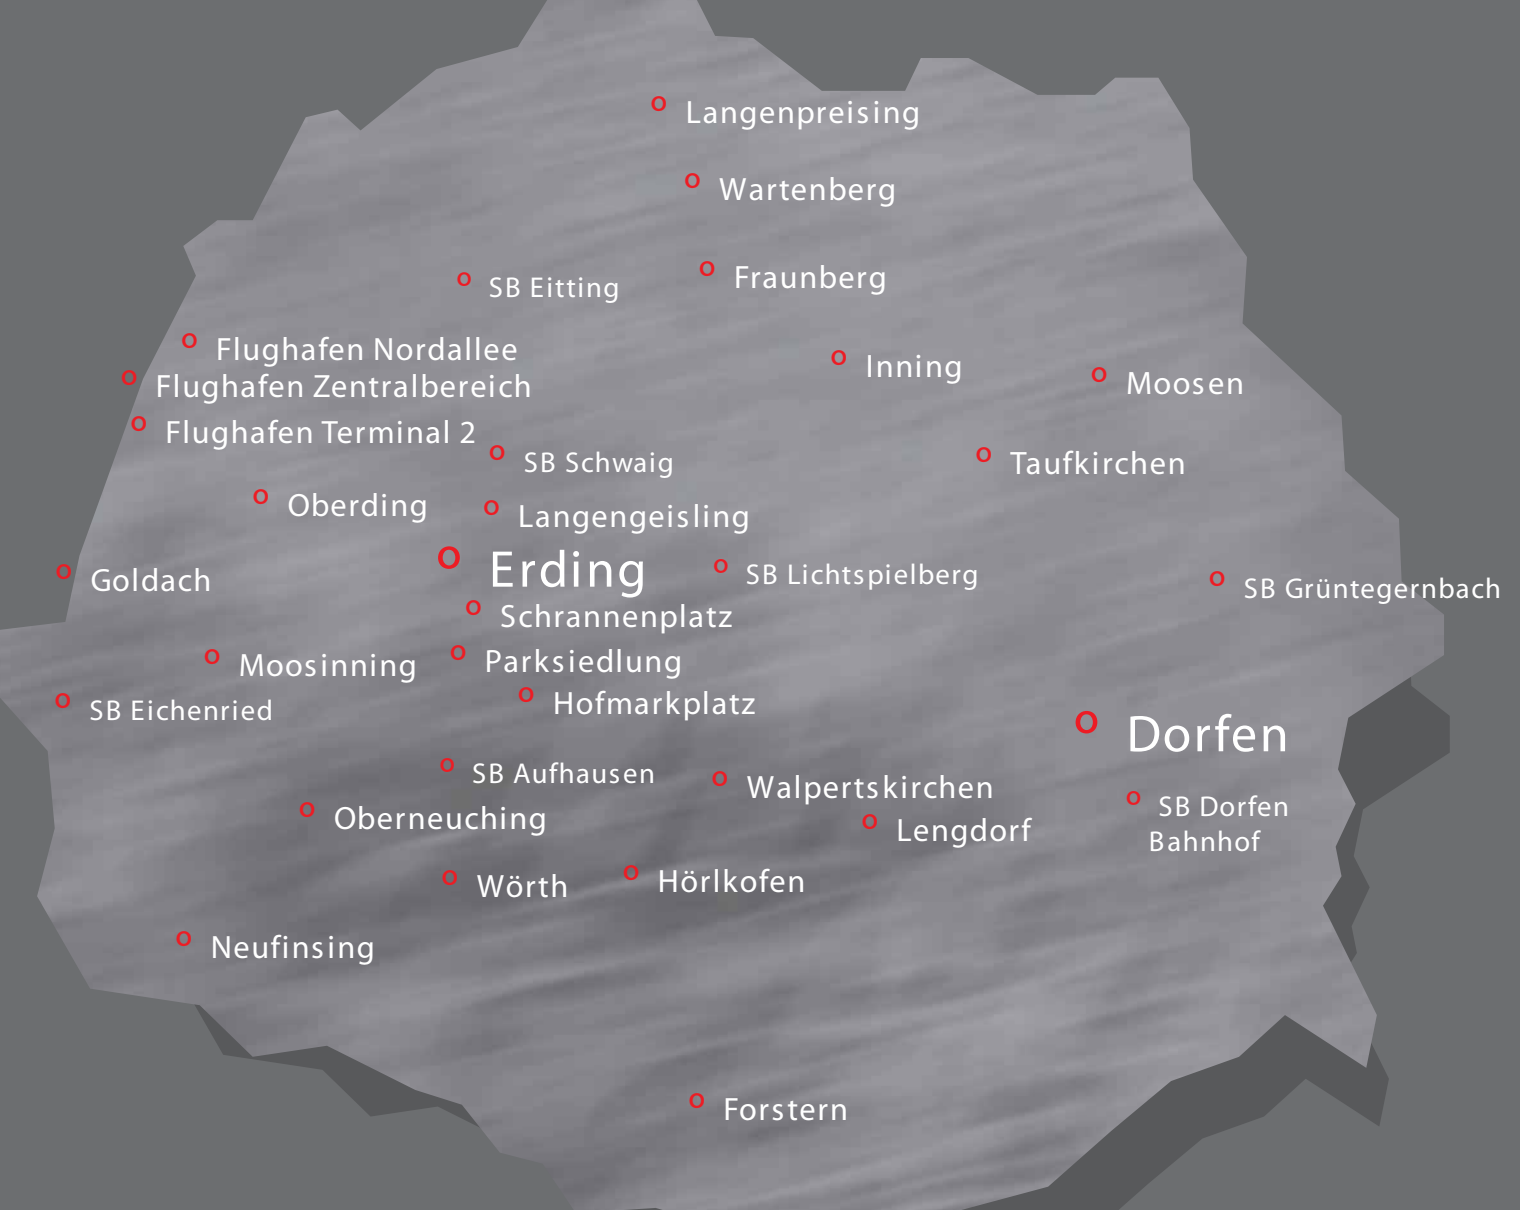 Langenpreising
Wartenberg
Fraunberg
SB Eitting
Flughafen Nordallee
Inning
Flughafen Zentralbereich
Moosen
Flughafen Terminal 2
SB Schwaig
Taufkirchen
Oberding
Langengeisling
Erding
SB Lichtspielberg
Goldach
SB Grüntegernbach
Schrannenplatz
Moosinning
Parksiedlung
Hofmarkplatz
SB Eichenried
Dorfen
SB Aufhausen
Walpertskirchen
SB Dorfen
Bahnhof
Oberneuching
Lengdorf
Wörth
Hörlkofen
Neufinsing
Forstern